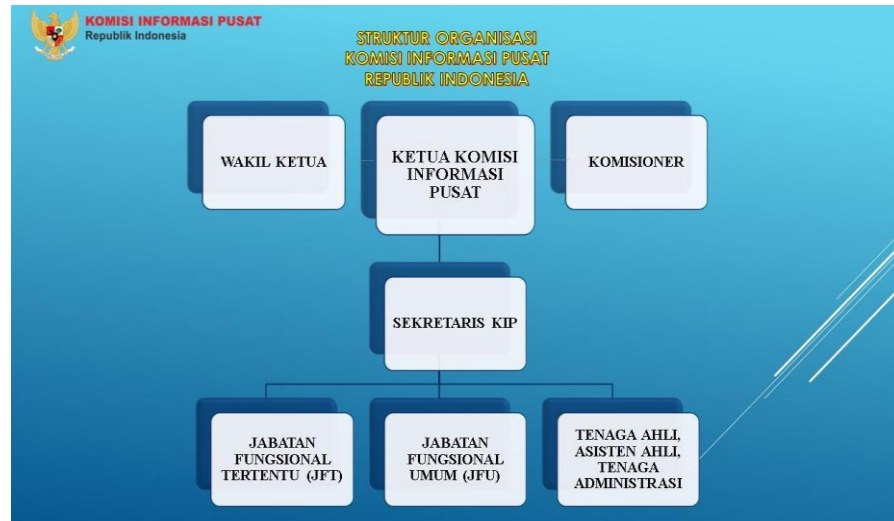 KOMISI INFORMASI PUSAT
Republik Indonesia
STRUKTUR ORGANISASI
KOMISI INFORMASI PUSAT
REPUBLIK INDONESIA
WAKIL KETUA
KETUA KOMISI
INFORMASI
PUSAT
KOMISIONER
SEKRETARIS KIP
JABATAN
FUNGSIONAL
TERTENTU (JFT)
JABATAN
FUNGSIONAL
UMUM (JFU)
TENAGA AHLI,
ASISTEN AHLI,
TENAGA
ADMINISTRASI